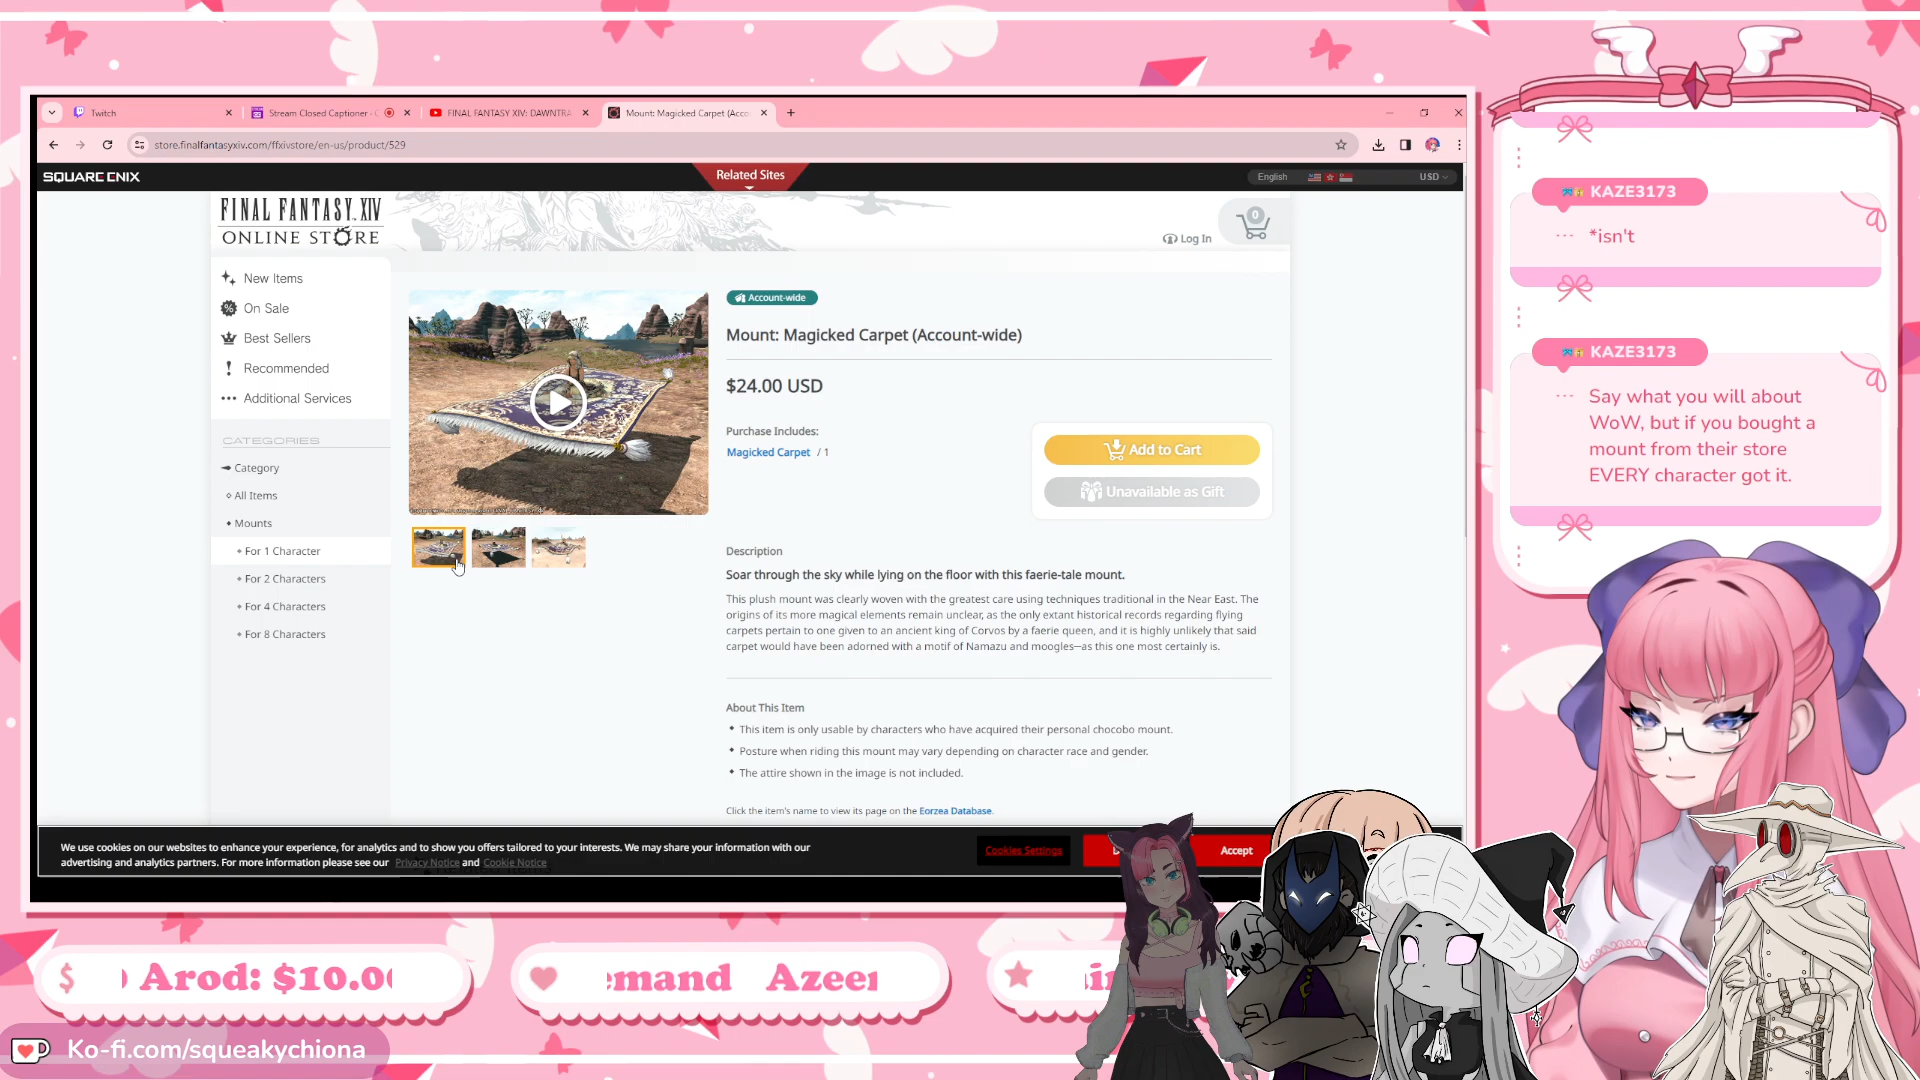 Twitch
Stream Closed Captioner - C
FINAL FANTASY XIV: DAWNTRA
Mount: Magicked Carpet (Acco
store.finalfantasyxiv.com/ffxivstore/en-us/product/529
SQUARE ENIX
Related Sites
English
USD
FINAL FANTASY XIV
ONLINE STORE
Log In
0
New Items
On Sale
Best Sellers
Recommended
Additional Services
CATEGORIES
Category
All Items
Mounts
For 1 Character
For 2 Characters
For 4 Characters
For 8 Characters
Account-wide
Mount: Magicked Carpet (Account-wide)
$24.00 USD
Purchase Includes:
Magicked Carpet / 1
Add to Cart
Unavailable as Gift
Description
Soar through the sky while lying on the floor with this faerie-tale mount.
This plush mount was clearly woven with the greatest care using techniques traditional in the Near East. The
origins of its more magical elements remain unclear, as the only extant historical records regarding flying
carpets pertain to one given to an ancient king of Corvos by a faerie queen, and it is highly unlikely that said
carpet would have been adorned with a motif of Namazu and moogles—as this one most certainly is.
About This Item
* This item is only usable by characters who have acquired their personal chocobo mount.
* Posture when riding this mount may vary depending on character race and gender.
* The attire shown in the image is not included.
Click the item's name to view its page on the Eorzea Database.
We use cookies on our websites to enhance your experience, for analytics and to show you offers tailored to your interests. We may share your information with our
advertising and analytics partners. For more information please see our Privacy Notice and Cookie Notice
Cookies Settings
Accept
KAZE3173
*isn't
KAZE3173
Say what you will about
WoW, but if you bought a
mount from their store
EVERY character got it.
$ Arod: $10.0
emand Azeer
Ko-fi.com/squeakychiona